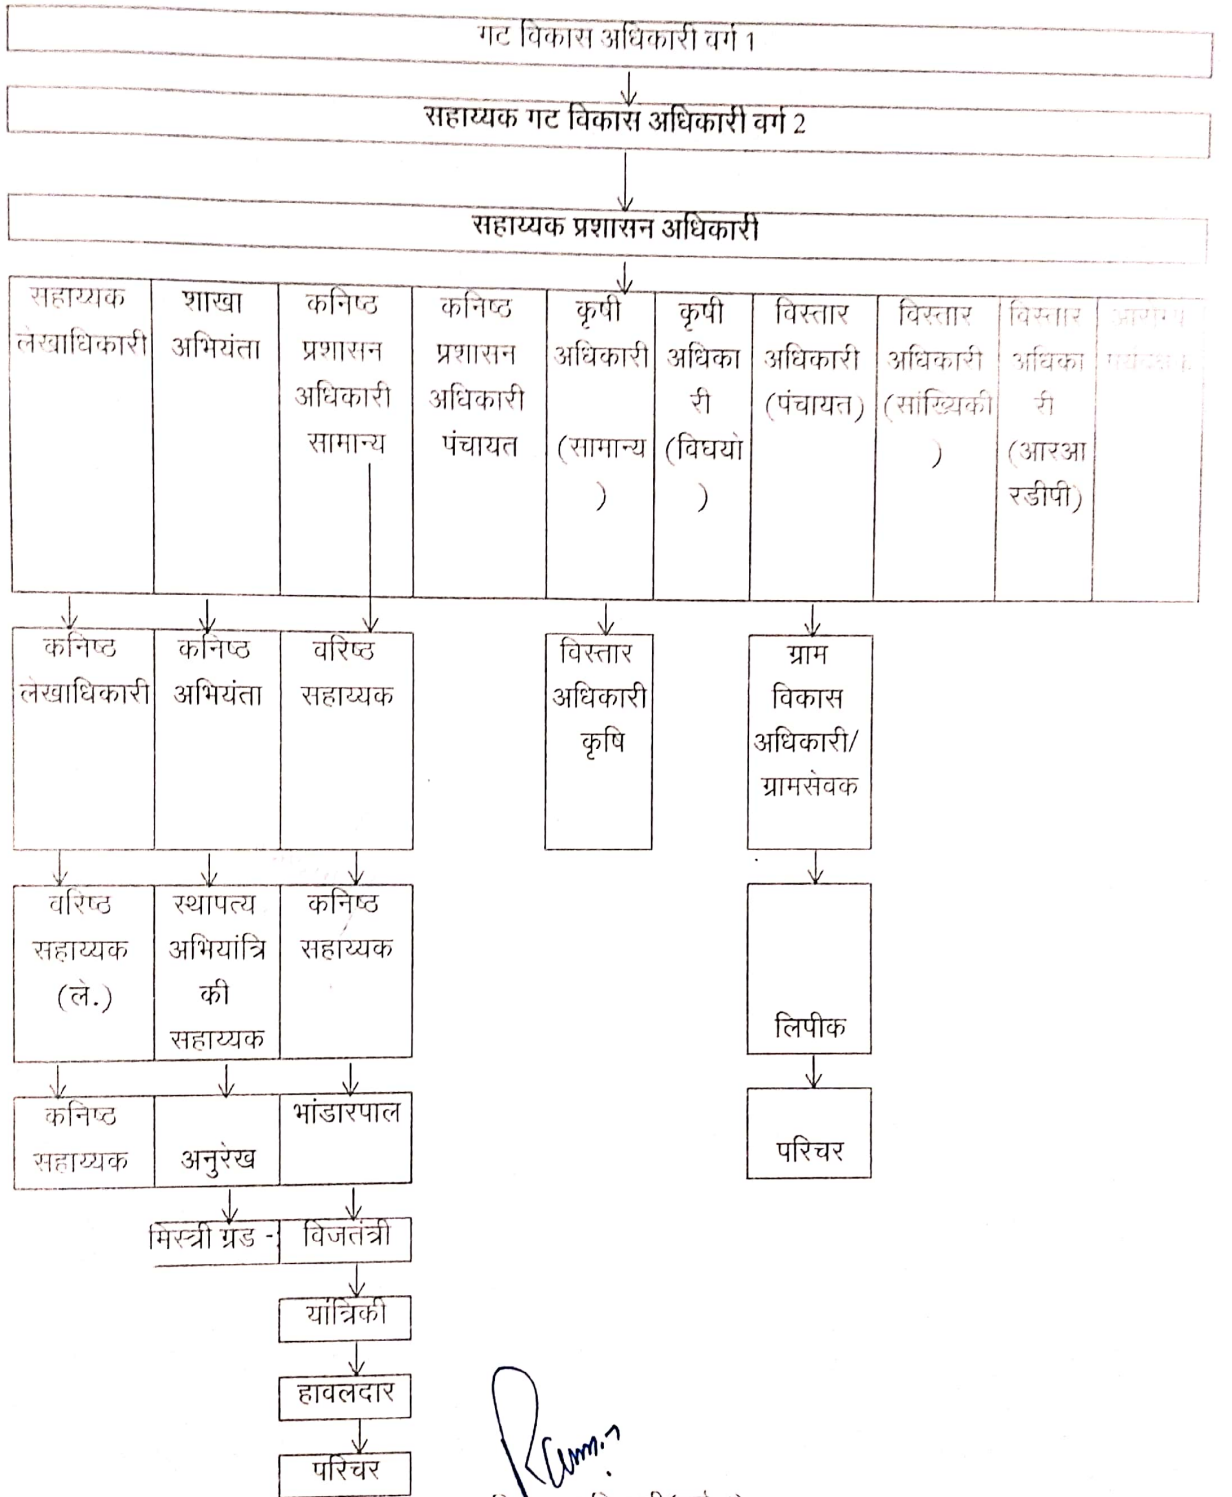 गट विकास अधिकारी वर्ग 1
सहाय्यक गट विकास अधिकारी वर्ग 2
सहाय्यक प्रशासन अधिकारी
सहाय्यक
लेखाधिकारी
शाखा
अभियंता
कनिष्ठ
प्रशासन
अधिकारी
सामान्य
कनिष्ठ
प्रशासन
अधिकारी
पंचायत
कृषी
अधिकारी
(सामान्य
)
कृषी
अधिका
री
(विघयो
)
विस्तार
अधिकारी
(पंचायत)
विस्तार
अधिकारी
(सांख्यिकी
)
विस्तार
अधिका
री
(आरआ
रडीपी)
कनिष्ठ
लेखाधिकारी
कनिष्ठ
अभियंता
वरिष्ठ
सहाय्यक
विस्तार
अधिकारी
कृषि
ग्राम
विकास
अधिकारी/
ग्रामसेवक
वरिष्ठ
सहाय्यक
(ले.)
स्थापत्य
अभियांत्रि
की
सहाय्यक
कनिष्ठ
सहाय्यक
लिपीक
कनिष्ठ
सहाय्यक
अनुरेख
भांडारपाल
परिचर
मिस्त्री ग्रेड -
विजतंत्री
यांत्रिकी
हावलदार
परिचर